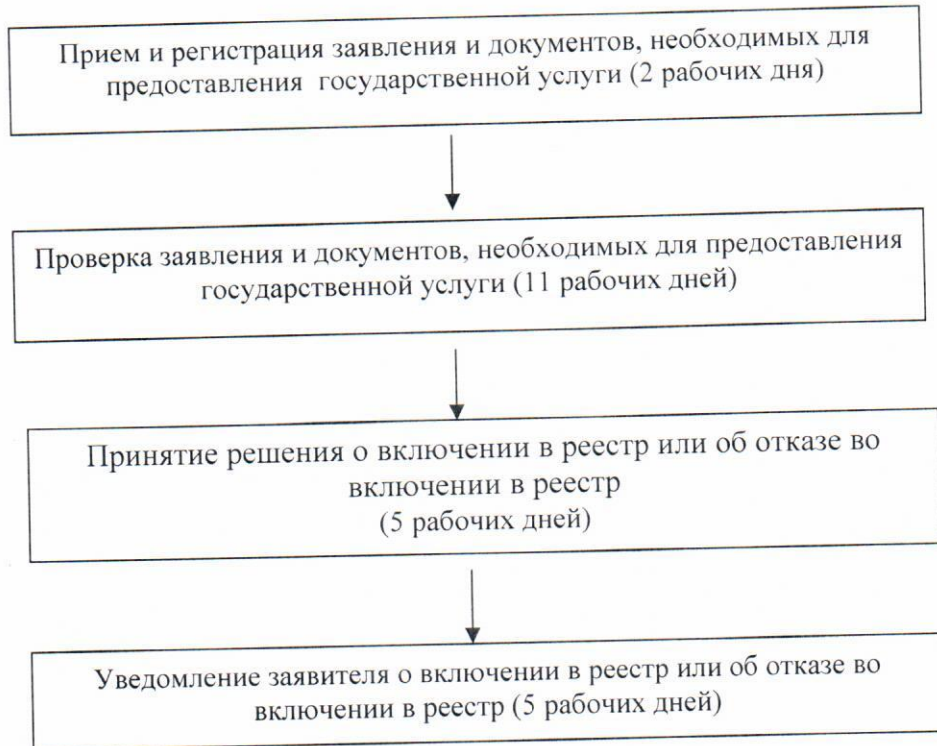 Прием и регистрация заявления и документов, необходимых для
предоставления государственной услуги (2 рабочих дня)
Проверка заявления и документов, необходимых для предоставления
государственной услуги (11 рабочих дней)
Принятие решения о включении в реестр или об отказе во
включении в реестр
(5 рабочих дней)
Уведомление заявителя о включении в реестр или об отказе во
включении в реестр (5 рабочих дней)